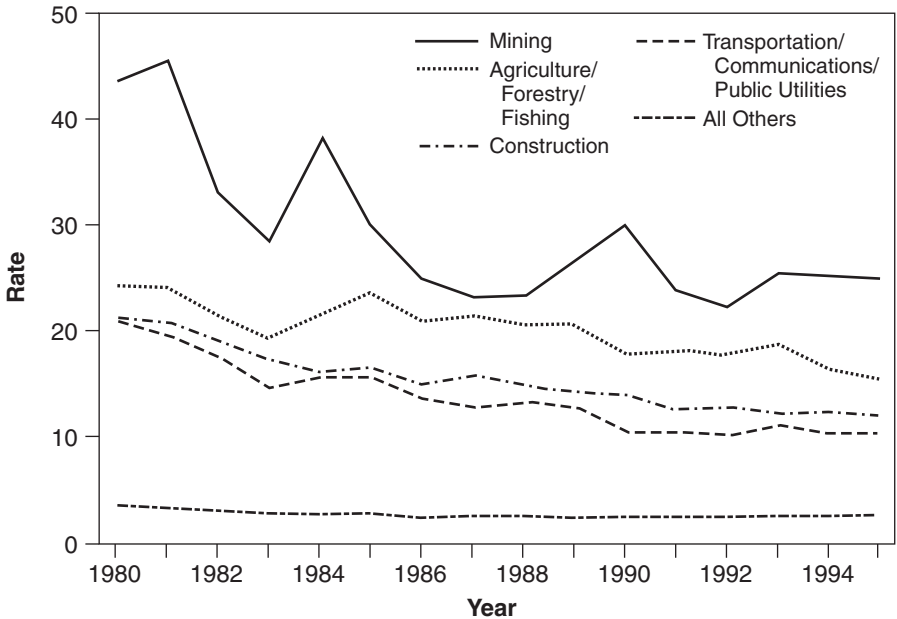 50
40
30
20
10
0
Rate
Mining
Agriculture/
Forestry/
Fishing
Construction
Transportation/
Communications/
Public Utilities
All Others
1980
1982
1984
1986
1988
1990
1992
1994
Year